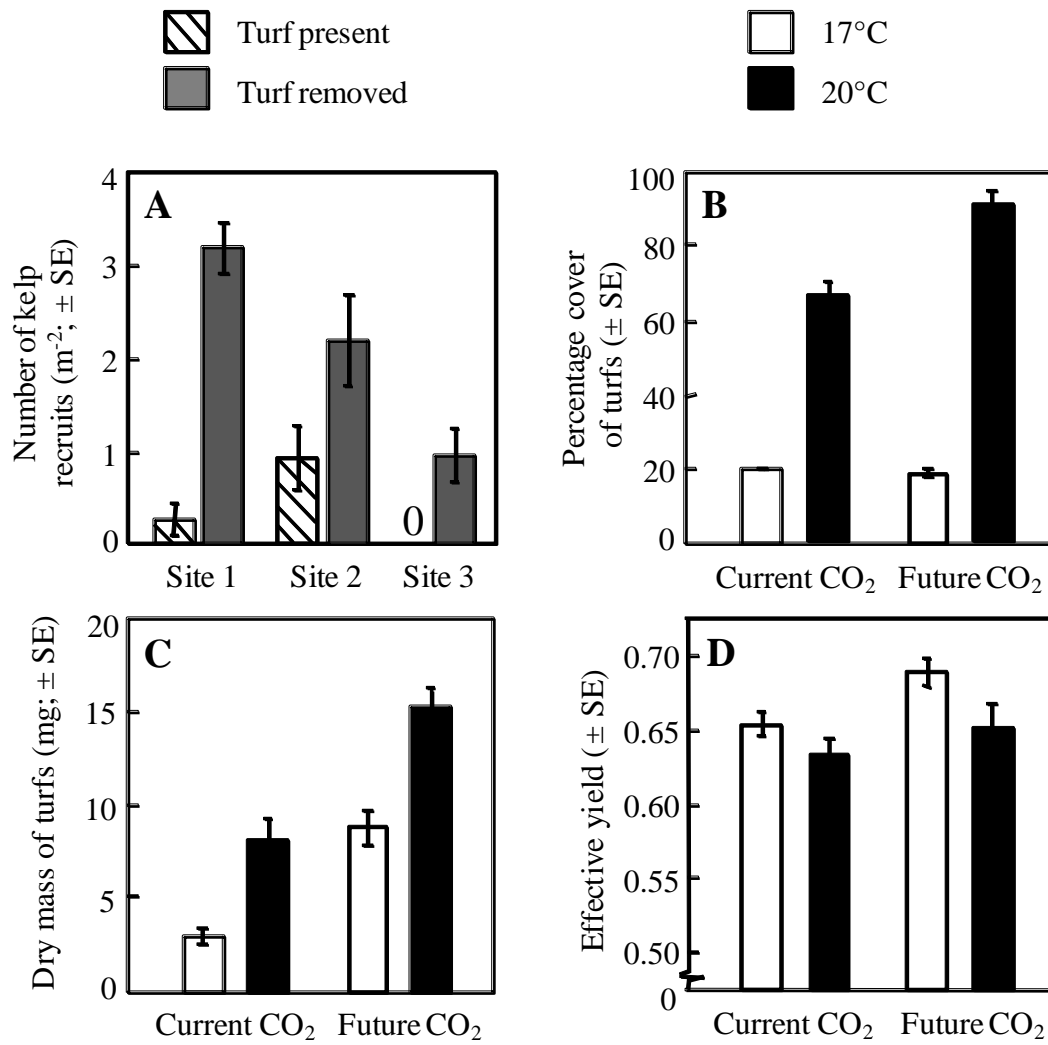 Turf present
Turf removed
17°C
20°C
A
Number of kelp
recruits (m⁻²; ± SE)
4
3
2
1
0
0
Site 1 Site 2 Site 3
B
Percentage cover
of turfs (± SE)
100
80
60
40
20
0
Current CO₂ Future CO₂
C
Dry mass of turfs (mg; ± SE)
20
15
10
5
0
Current CO₂ Future CO₂
D
Effective yield (± SE)
0.70
0.65
0.60
0.55
0.50
0
Current CO₂ Future CO₂